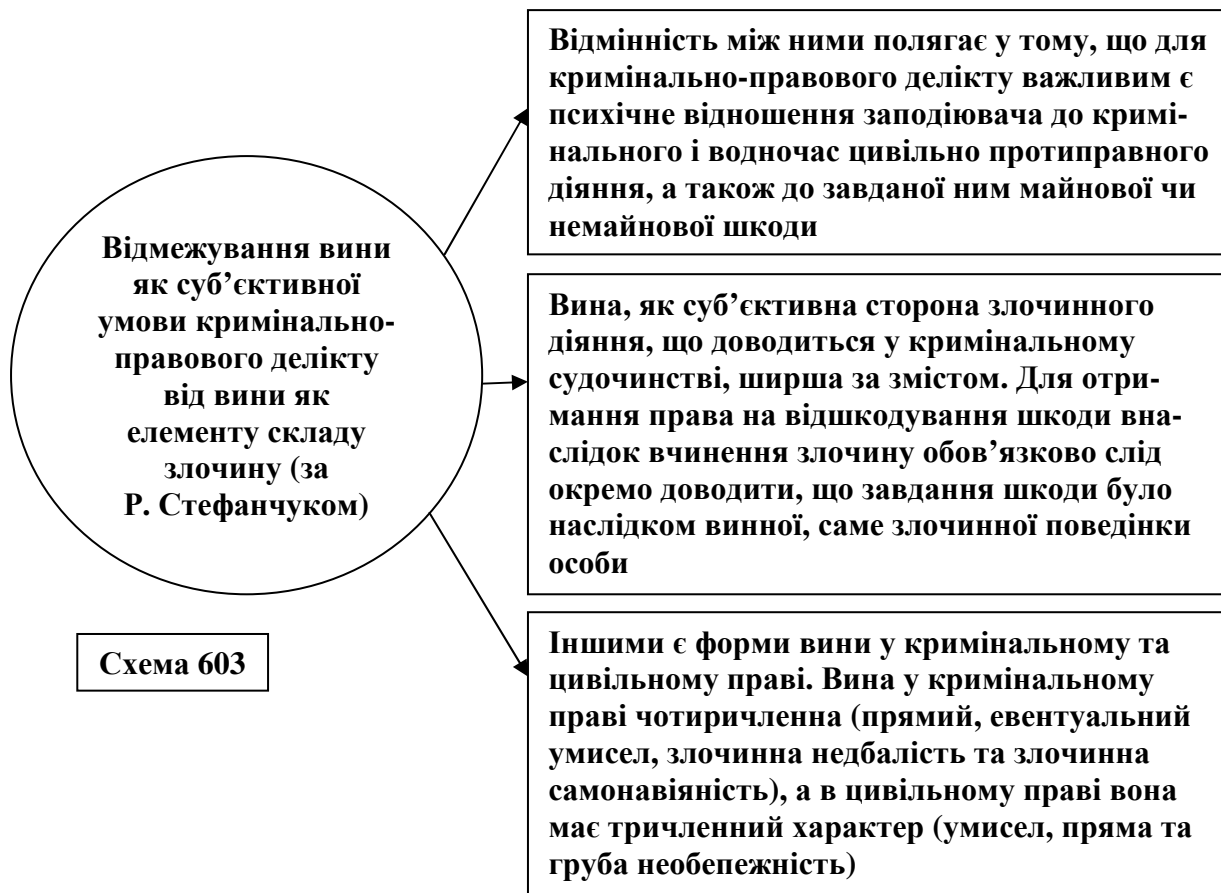 Відмежування вини
як суб’єктивної
умови кримінально-
правового делікту
від вини як
елементу складу
злочину (за
Р. Стефанчуком)
Схема 603
Відмінність між ними полягає у тому, що для
кримінально-правового делікту важливим є
психічне відношення заподіювача до кримі-
нального і водночас цивільно протиправного
діяння, а також до завданої ним майнової чи
немайнової шкоди
Вина, як суб’єктивна сторона злочинного
діяння, що доводиться у кримінальному
судочинстві, ширша за змістом. Для отри-
мання права на відшкодування шкоди вна-
слідок вчинення злочину обов’язково слід
окремо доводити, що завдання шкоди було
наслідком винної, саме злочинної поведінки
особи
Іншими є форми вини у кримінальному та
цивільному праві. Вина у кримінальному
праві чотиричленна (прямий, евентуальний
умисел, злочинна недбалість та злочинна
самонавіяність), а в цивільному праві вона
має тричленний характер (умисел, пряма та
груба необепежність)